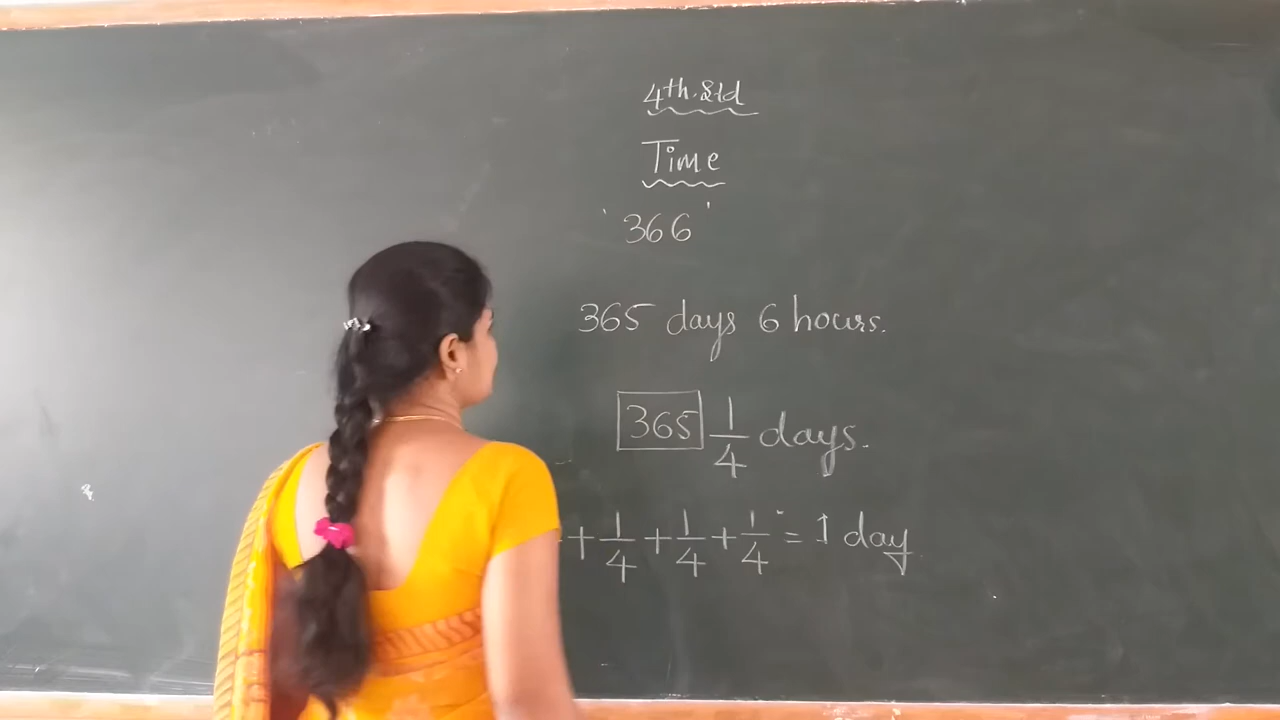 4th.Std
Time
'366'
365 days 6 hours.
365 1/4 days.
+ 1/4 + 1/4 + 1/4 = 1 day